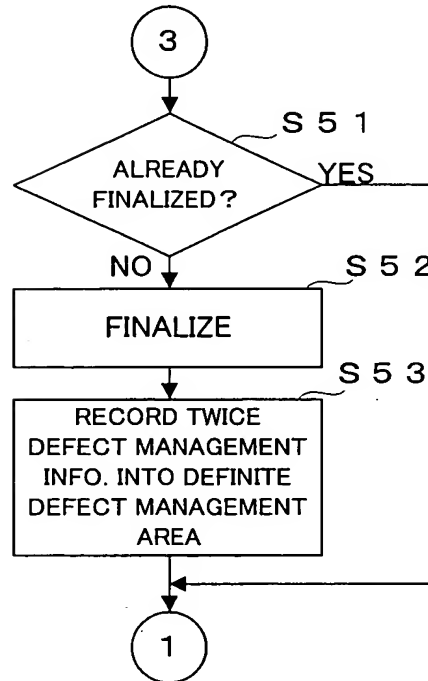 3
S 5 1
ALREADY
FINALIZED?
YES
NO
S 5 2
FINALIZE
S 5 3
RECORD TWICE
DEFECT MANAGEMENT
INFO. INTO DEFINITE
DEFECT MANAGEMENT
AREA
1